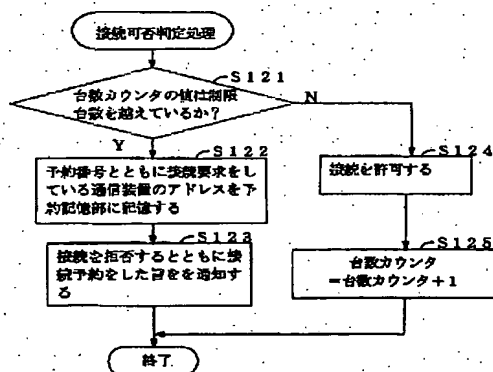 接続可否判定処理
S121
台数カウンタの値は制限
台数を越えているか?
N
Y
S122
予約番号とともに接続要求を
している通信装置のアドレスを予
約記憶部に記憶する
S124
接続を許可する
S123
接続を拒否するとともに接
続予約をした旨をを通知す
る
S125
台数カウンタ
=台数カウンタ+1
終了